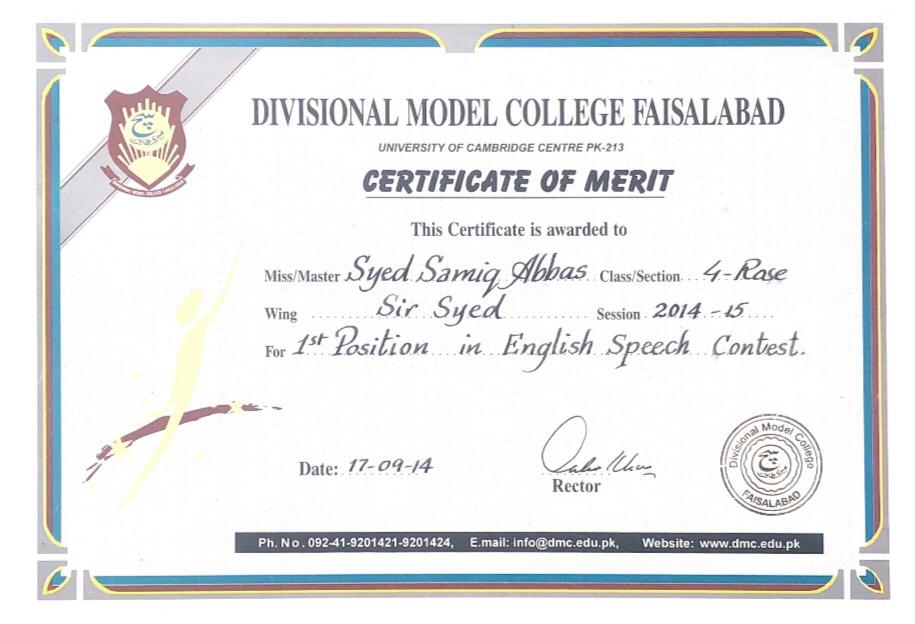 DIVISIONAL MODEL COLLEGE FAISALABAD
UNIVERSITY OF CAMBRIDGE CENTRE PK-213
CERTIFICATE OF MERIT
This Certificate is awarded to
Miss/Master Syed Samiq Abbas Class/Section 4-Rose
Wing Sir Syed Session 2014-15
For 1st Position in English Speech Contest.
Date: 17-09-14
Rector
Divisional Model College
FAISALABAD
Ph. No. 092-41-9201421-9201424, E.mail: info@dmc.edu.pk, Website: www.dmc.edu.pk